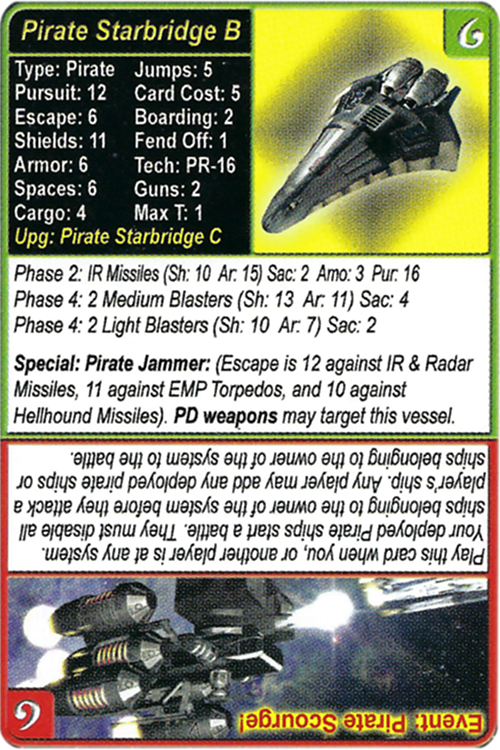 Pirate Starbridge B
6
Type: Pirate Jumps: 5
Pursuit: 12 Card Cost: 5
Escape: 6 Boarding: 2
Shields: 11 Fend Off: 1
Armor: 6 Tech: PR-16
Spaces: 6 Guns: 2
Cargo: 4 Max T: 1
Upg: Pirate Starbridge C
Phase 2: IR Missiles (Sh: 10 Ar: 15) Sac: 2 Amo: 3 Pur: 16
Phase 4: 2 Medium Blasters (Sh: 13 Ar: 11) Sac: 4
Phase 4: 2 Light Blasters (Sh: 10 Ar: 7) Sac: 2
Special: Pirate Jammer: (Escape is 12 against IR & Radar
Missiles, 11 against EMP Torpedos, and 10 against
Hellhound Missiles). PD weapons may target this vessel.
Event: Pirate Scourge!
6
Play this card when you, or another player is at any system.
Your deployed Pirate ships start a battle. They must disable all
ships belonging to the owner of the system before they attack a
player's ship. Any player may add any deployed pirate ships or
ships belonging to the owner of the system to the battle.